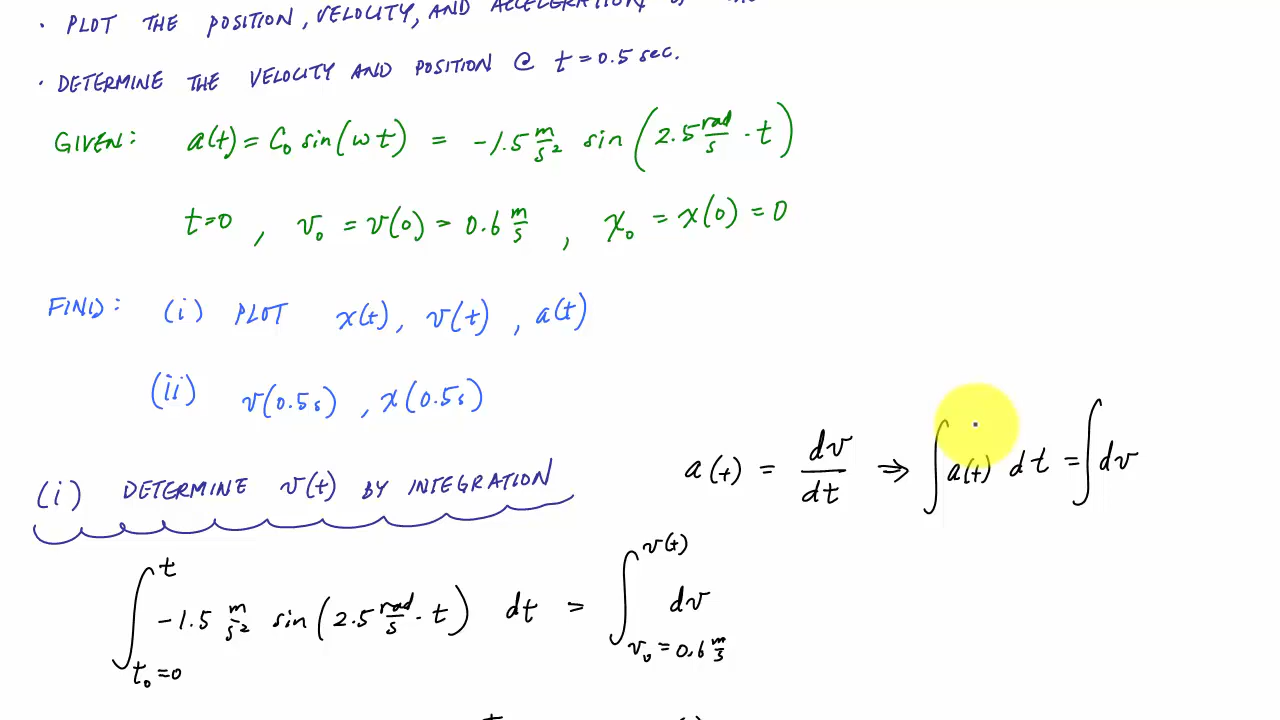 · PLOT THE POSITION, VELOCITY, AND ACCELERATION
· DETERMINE THE VELOCITY AND POSITION @ t = 0.5 sec.
GIVEN: a(t) = C₀ sin(ωt) = -1.5 m/s² sin(2.5 rad/s · t)
t=0 , v₀ = v(0) = 0.6 m/s , x₀ = x(0) = 0
FIND: (i) PLOT x(t), v(t), a(t)
(ii) v(0.5s), x(0.5s)
a(t) = dv/dt ⇒ ∫ a(t) dt = ∫ dv
(i) DETERMINE v(t) BY INTEGRATION
∫_{t₀=0}^{t} -1.5 m/s² sin(2.5 rad/s · t) dt = ∫_{v₀=0.6 m/s}^{v(t)} dv